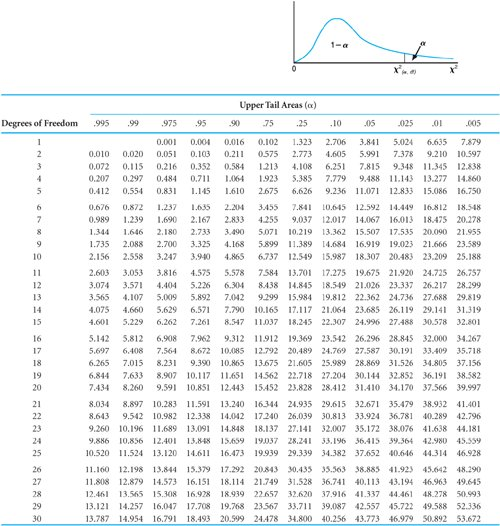 1−α
α
0
χ²(α, df)
χ²
Upper Tail Areas (α)
Degrees of Freedom .995 .99 .975 .95 .90 .75 .25 .10 .05 .025 .01 .005
1 0.001 0.004 0.016 0.102 1.323 2.706 3.841 5.024 6.635 7.879
2 0.010 0.020 0.051 0.103 0.211 0.575 2.773 4.605 5.991 7.378 9.210 10.597
3 0.072 0.115 0.216 0.352 0.584 1.213 4.108 6.251 7.815 9.348 11.345 12.838
4 0.207 0.297 0.484 0.711 1.064 1.923 5.385 7.779 9.488 11.143 13.277 14.860
5 0.412 0.554 0.831 1.145 1.610 2.675 6.626 9.236 11.071 12.833 15.086 16.750
6 0.676 0.872 1.237 1.635 2.204 3.455 7.841 10.645 12.592 14.449 16.812 18.548
7 0.989 1.239 1.690 2.167 2.833 4.255 9.037 12.017 14.067 16.013 18.475 20.278
8 1.344 1.646 2.180 2.733 3.490 5.071 10.219 13.362 15.507 17.535 20.090 21.955
9 1.735 2.088 2.700 3.325 4.168 5.899 11.389 14.684 16.919 19.023 21.666 23.589
10 2.156 2.558 3.247 3.940 4.865 6.737 12.549 15.987 18.307 20.483 23.209 25.188
11 2.603 3.053 3.816 4.575 5.578 7.584 13.701 17.275 19.675 21.920 24.725 26.757
12 3.074 3.571 4.404 5.226 6.304 8.438 14.845 18.549 21.026 23.337 26.217 28.299
13 3.565 4.107 5.009 5.892 7.042 9.299 15.984 19.812 22.362 24.736 27.688 29.819
14 4.075 4.660 5.629 6.571 7.790 10.165 17.117 21.064 23.685 26.119 29.141 31.319
15 4.601 5.229 6.262 7.261 8.547 11.037 18.245 22.307 24.996 27.488 30.578 32.801
16 5.142 5.812 6.908 7.962 9.312 11.912 19.369 23.542 26.296 28.845 32.000 34.267
17 5.697 6.408 7.564 8.672 10.085 12.792 20.489 24.769 27.587 30.191 33.409 35.718
18 6.265 7.015 8.231 9.390 10.865 13.675 21.605 25.989 28.869 31.526 34.805 37.156
19 6.844 7.633 8.907 10.117 11.651 14.562 22.718 27.204 30.144 32.852 36.191 38.582
20 7.434 8.260 9.591 10.851 12.443 15.452 23.828 28.412 31.410 34.170 37.566 39.997
21 8.034 8.897 10.283 11.591 13.240 16.344 24.935 29.615 32.671 35.479 38.932 41.401
22 8.643 9.542 10.982 12.338 14.042 17.240 26.039 30.813 33.924 36.781 40.289 42.796
23 9.260 10.196 11.689 13.091 14.848 18.137 27.141 32.007 35.172 38.076 41.638 44.181
24 9.886 10.856 12.401 13.848 15.659 19.037 28.241 33.196 36.415 39.364 42.980 45.559
25 10.520 11.524 13.120 14.611 16.473 19.939 29.339 34.382 37.652 40.646 44.314 46.928
26 11.160 12.198 13.844 15.379 17.292 20.843 30.435 35.563 38.885 41.923 45.642 48.290
27 11.808 12.879 14.573 16.151 18.114 21.749 31.528 36.741 40.113 43.194 46.963 49.645
28 12.461 13.565 15.308 16.928 18.939 22.657 32.620 37.916 41.337 44.461 48.278 50.993
29 13.121 14.257 16.047 17.708 19.768 23.567 33.711 39.087 42.557 45.722 49.588 52.336
30 13.787 14.954 16.791 18.493 20.599 24.478 34.800 40.256 43.773 46.979 50.892 53.672